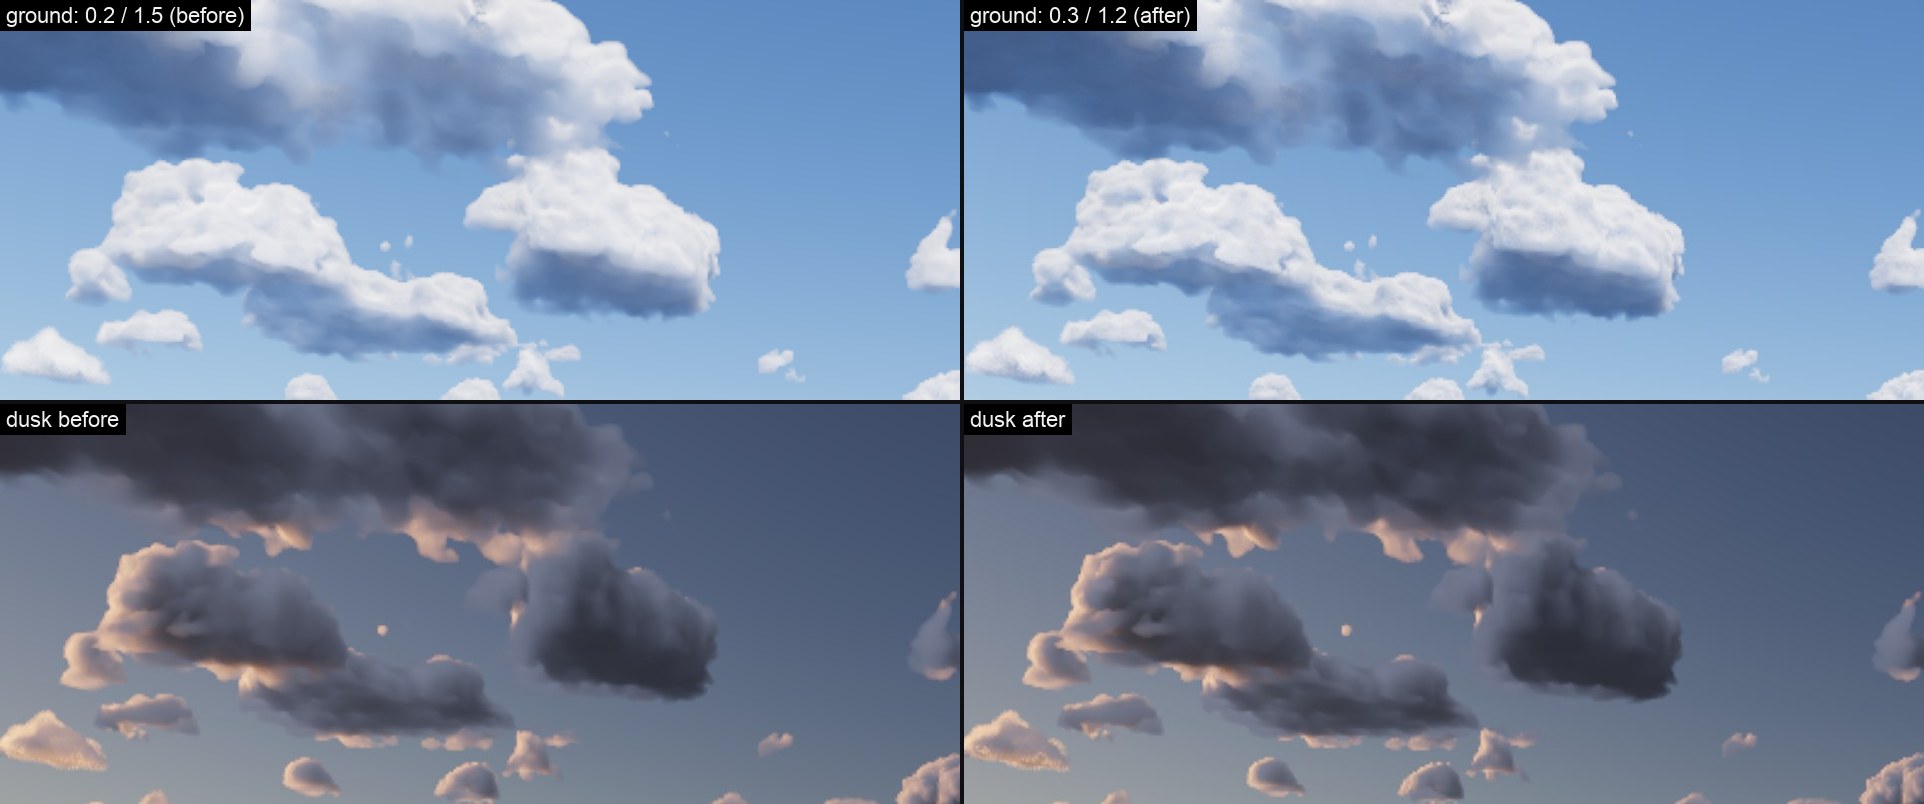 ground: 0.2 / 1.5 (before)
ground: 0.3 / 1.2 (after)
dusk before
dusk after